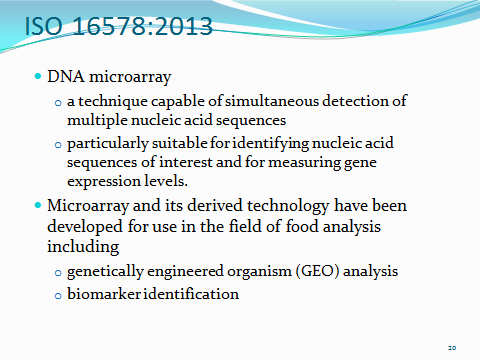 ISO 16578:2013
• DNA microarray
o a technique capable of simultaneous detection of
multiple nucleic acid sequences
o particularly suitable for identifying nucleic acid
sequences of interest and for measuring gene
expression levels.
• Microarray and its derived technology have been
developed for use in the field of food analysis
including
o genetically engineered organism (GEO) analysis
o biomarker identification
20